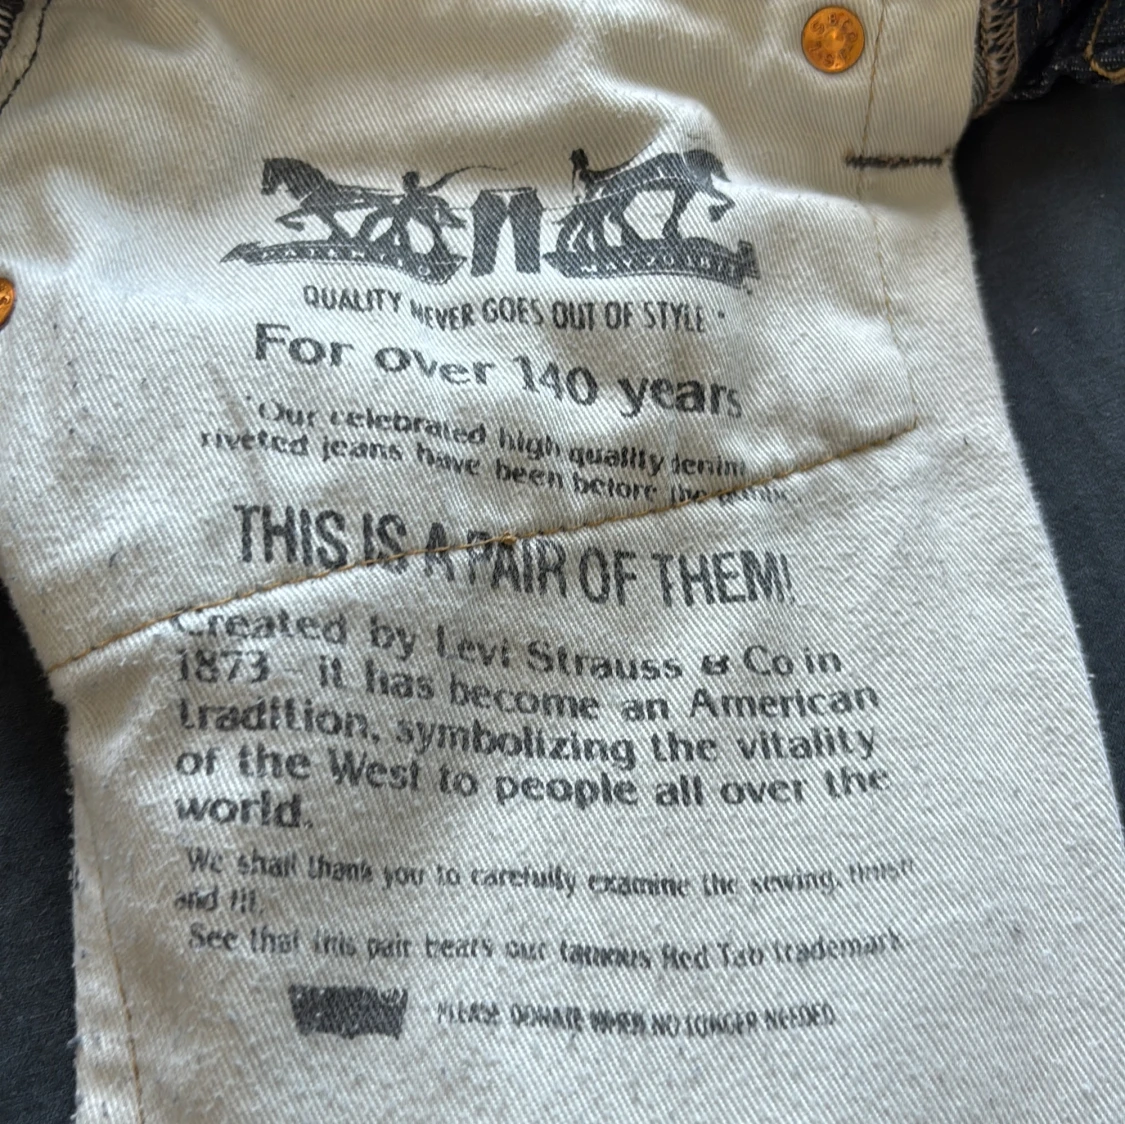 QUALITY NEVER GOES OUT OF STYLE
For over 140 years
Our celebrated high quality denim
riveted jeans have been before the
THIS IS A PAIR OF THEM!
Created by Levi Strauss & Co in
1873 - it has become an American
tradition, symbolizing the vitality
of the West to people all over the
world.
We shall thank you to carefully examine the sewing, finish
and fit.
See that this pair bears our famous Red Tab trademark
PLEASE DONATE WHEN NO LONGER NEEDED